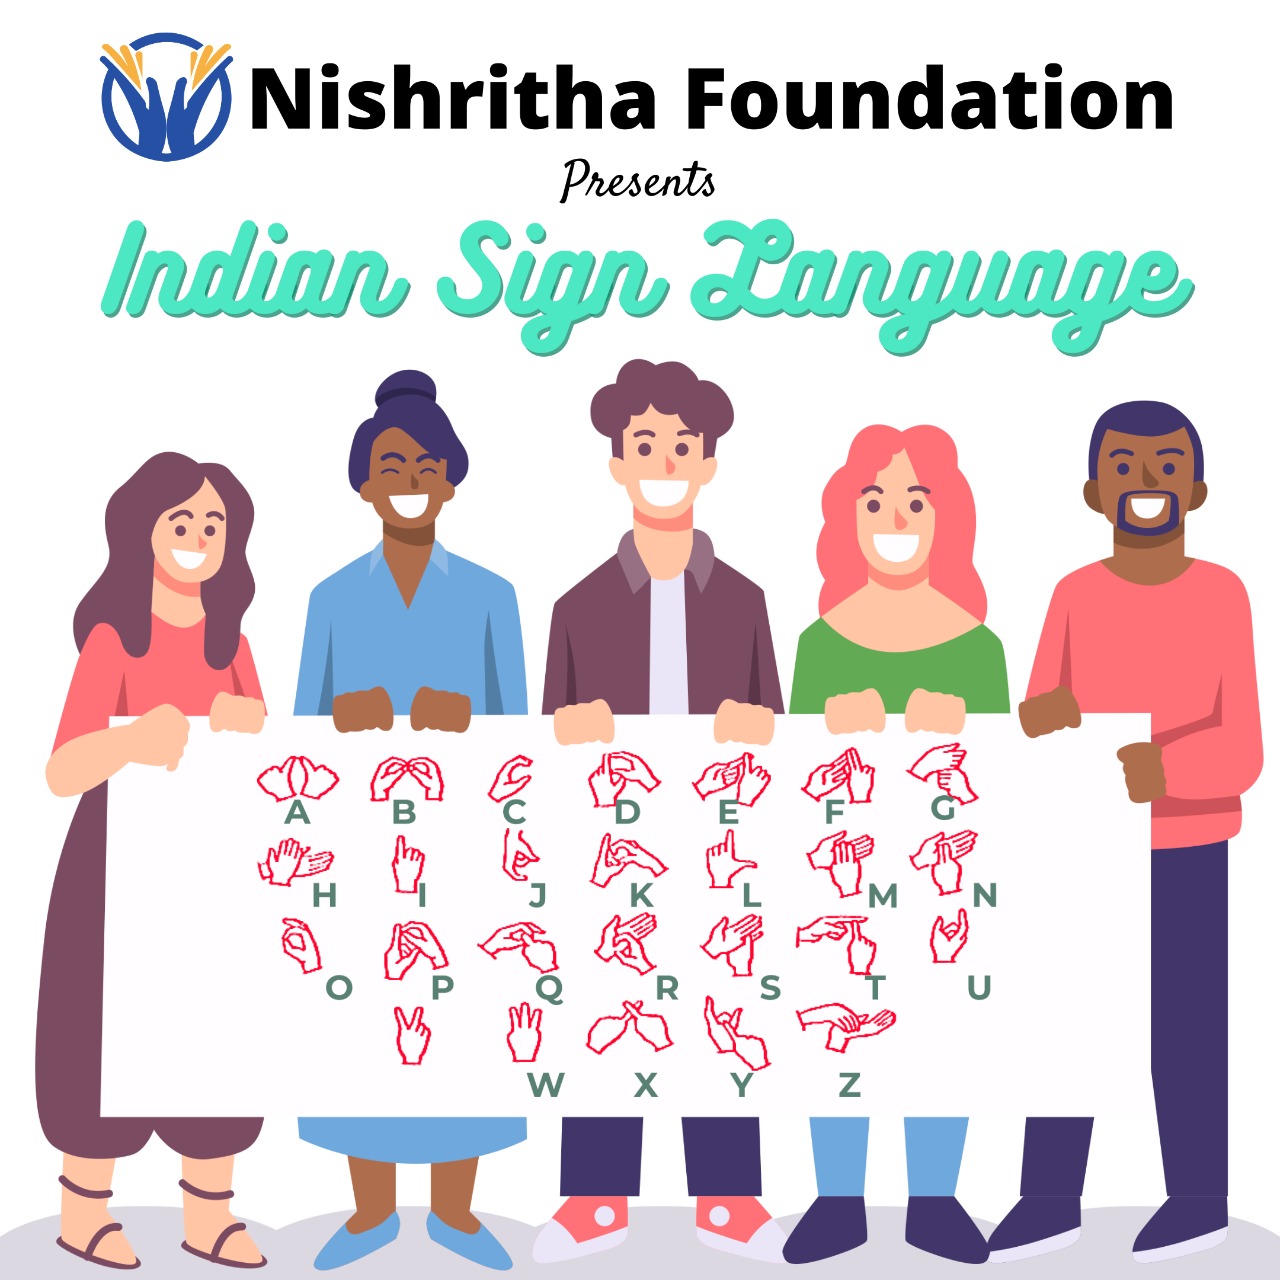 Nishritha Foundation
Presents
Indian Sign Language
A B C D E F G
H I J K L M N
O P Q R S T U
W X Y Z